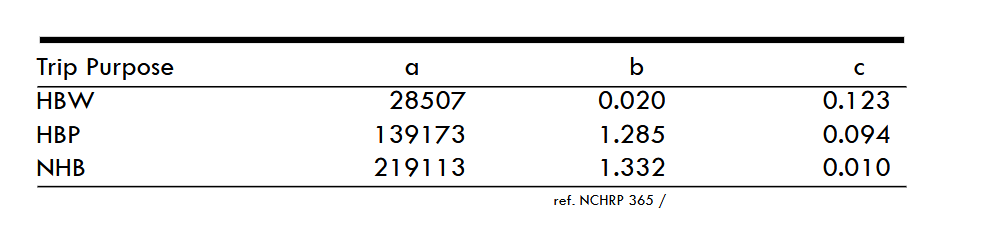 Trip Purpose a b c
HBW 28507 0.020 0.123
HBP 139173 1.285 0.094
NHB 219113 1.332 0.010
ref. NCHRP 365 /